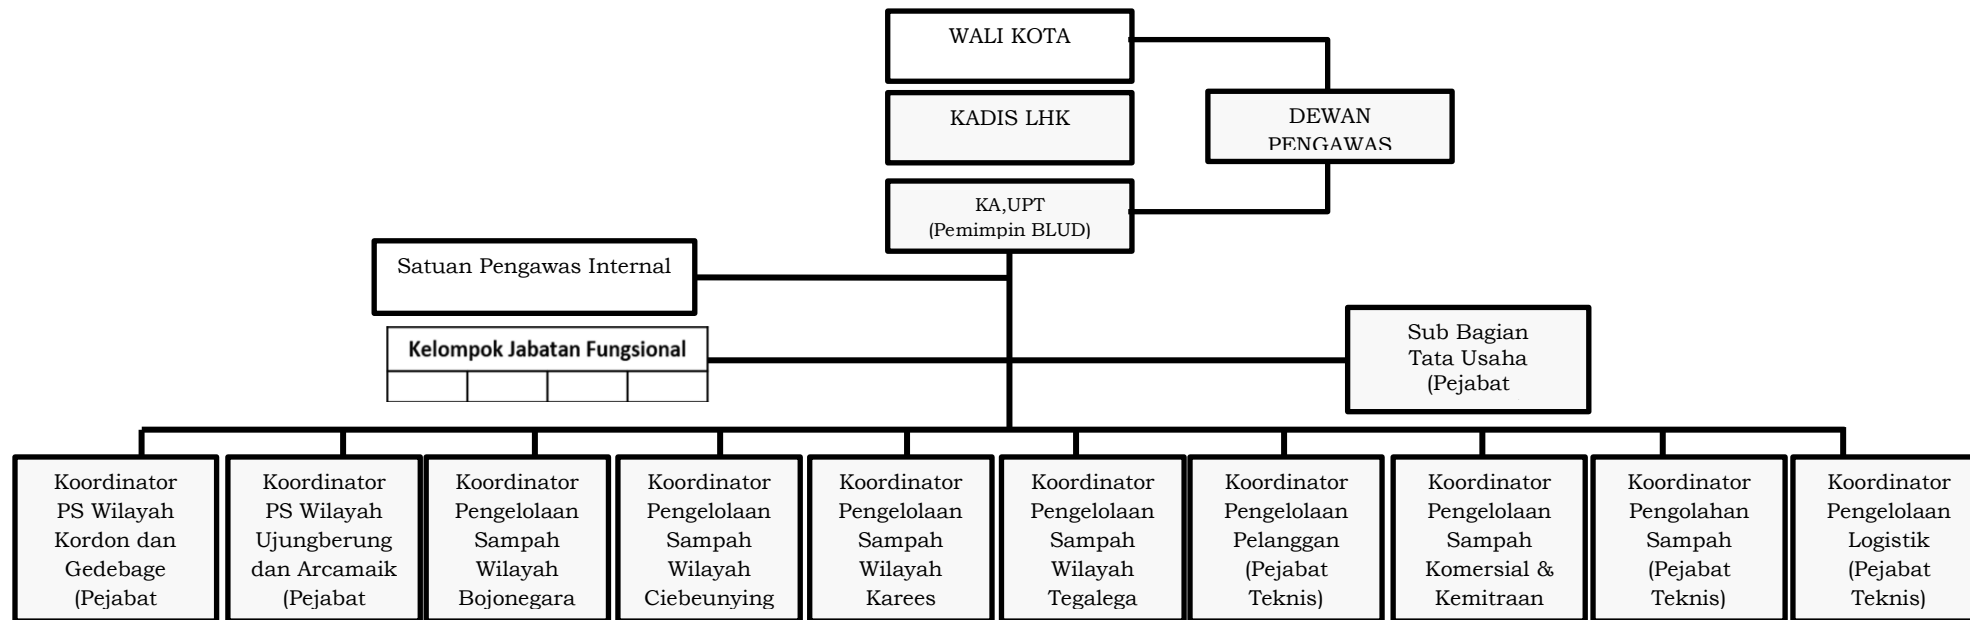 WALI KOTA
KADIS LHK
DEWAN
PENGAWAS
KA,UPT
(Pemimpin BLUD)
Satuan Pengawas Internal
Kelompok Jabatan Fungsional
Sub Bagian
Tata Usaha
(Pejabat
Koordinator
PS Wilayah
Kordon dan
Gedebage
(Pejabat
Koordinator
PS Wilayah
Ujungberung
dan Arcamaik
(Pejabat
Koordinator
Pengelolaan
Sampah
Wilayah
Bojonegara
Koordinator
Pengelolaan
Sampah
Wilayah
Ciebeunying
Koordinator
Pengelolaan
Sampah
Wilayah
Karees
Koordinator
Pengelolaan
Sampah
Wilayah
Tegalega
Koordinator
Pengelolaan
Pelanggan
(Pejabat
Teknis)
Koordinator
Pengelolaan
Sampah
Komersial &
Kemitraan
Koordinator
Pengolahan
Sampah
(Pejabat
Teknis)
Koordinator
Pengelolaan
Logistik
(Pejabat
Teknis)